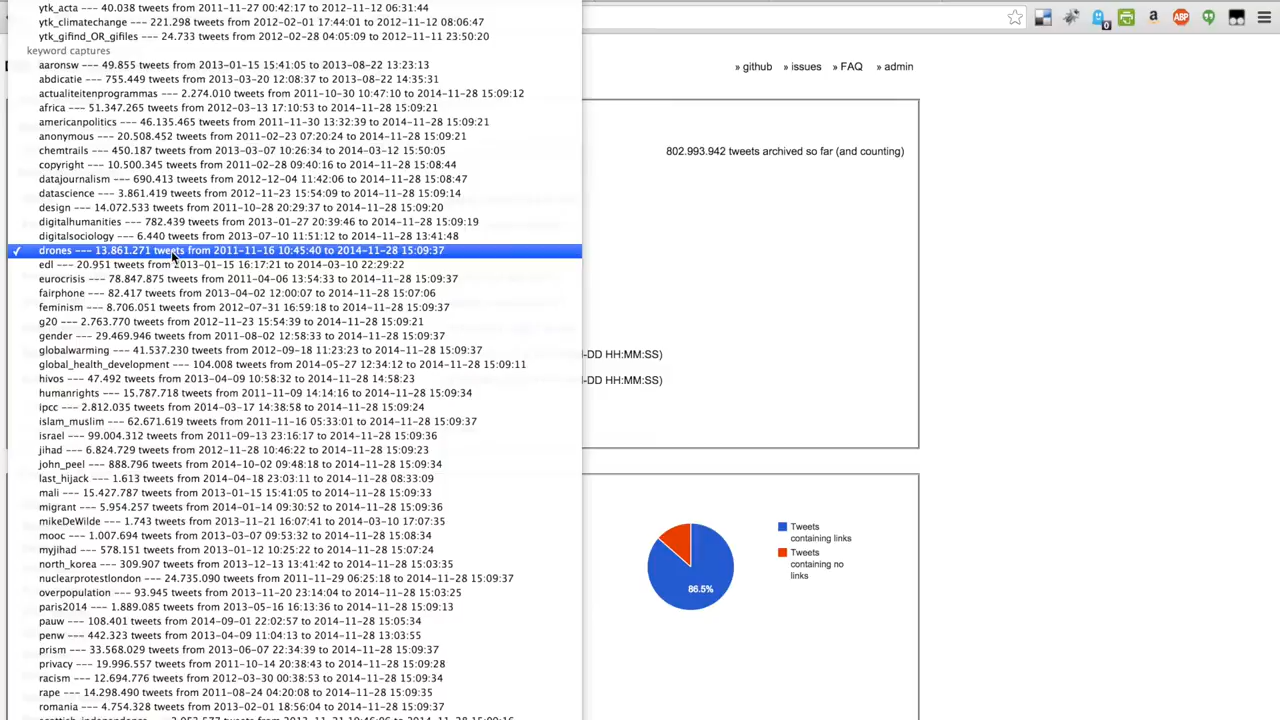 ytk_acta --- 40.038 tweets from 2011-11-27 00:42:17 to 2012-11-12 06:31:44
ytk_climatechange --- 221.298 tweets from 2012-02-01 17:44:01 to 2012-11-12 08:06:47
ytk_gifind_OR_gifiles --- 24.733 tweets from 2012-02-28 04:05:09 to 2012-11-11 23:50:20
keyword captures
aaronsw --- 49.855 tweets from 2013-01-15 15:41:05 to 2013-08-22 13:23:13
abdicatie --- 755.449 tweets from 2013-03-20 12:08:37 to 2013-08-22 14:35:31
actualiteitenprogrammas --- 2.274.010 tweets from 2011-10-30 10:47:10 to 2014-11-28 15:09:12
africa --- 51.347.265 tweets from 2012-03-13 17:10:53 to 2014-11-28 15:09:21
americanpolitics --- 46.135.465 tweets from 2011-11-30 13:32:39 to 2014-11-28 15:09:21
anonymous --- 20.508.452 tweets from 2011-02-23 07:20:24 to 2014-11-28 15:09:21
chemtrails --- 450.187 tweets from 2013-03-07 10:26:34 to 2014-03-12 15:50:05
copyright --- 10.500.345 tweets from 2011-02-28 09:40:16 to 2014-11-28 15:08:44
datajournalism --- 690.413 tweets from 2012-12-04 11:42:06 to 2014-11-28 15:08:47
datascience --- 3.861.419 tweets from 2012-11-23 15:54:09 to 2014-11-28 15:09:14
design --- 14.072.533 tweets from 2011-10-28 20:29:37 to 2014-11-28 15:09:20
digitalhumanities --- 782.439 tweets from 2013-01-27 20:39:46 to 2014-11-28 15:09:19
digitalsociology --- 6.440 tweets from 2013-07-10 11:51:12 to 2014-11-28 13:41:48
drones --- 13.861.271 tweets from 2011-11-16 10:45:40 to 2014-11-28 15:09:37
edl --- 20.951 tweets from 2013-01-15 16:17:21 to 2014-03-10 22:29:22
eurocrisis --- 78.847.875 tweets from 2011-04-06 13:54:33 to 2014-11-28 15:09:37
fairphone --- 82.417 tweets from 2013-04-02 12:00:07 to 2014-11-28 15:07:06
feminism --- 8.706.051 tweets from 2012-07-31 16:59:18 to 2014-11-28 15:09:37
g20 --- 2.763.770 tweets from 2012-11-23 15:54:39 to 2014-11-28 15:09:21
gender --- 29.469.946 tweets from 2011-08-02 12:58:33 to 2014-11-28 15:09:37
globalwarming --- 41.537.230 tweets from 2012-09-18 11:23:23 to 2014-11-28 15:09:37
global_health_development --- 104.008 tweets from 2014-05-27 12:34:12 to 2014-11-28 15:09:11
hivos --- 47.492 tweets from 2013-04-09 10:58:32 to 2014-11-28 14:58:23
humanrights --- 15.787.718 tweets from 2011-11-09 14:14:16 to 2014-11-28 15:09:34
ipcc --- 2.812.035 tweets from 2014-03-17 14:38:58 to 2014-11-28 15:09:24
islam_muslim --- 62.671.619 tweets from 2011-11-16 05:33:01 to 2014-11-28 15:09:37
israel --- 99.004.312 tweets from 2011-09-13 23:16:17 to 2014-11-28 15:09:36
jihad --- 6.824.729 tweets from 2012-11-28 10:46:22 to 2014-11-28 15:09:23
john_peel --- 888.796 tweets from 2014-10-02 09:48:18 to 2014-11-28 15:09:34
last_hijack --- 1.613 tweets from 2014-04-18 23:03:11 to 2014-11-28 08:33:09
mali --- 15.427.787 tweets from 2013-01-15 15:41:05 to 2014-11-28 15:09:33
migrant --- 5.954.257 tweets from 2014-01-14 09:30:52 to 2014-11-28 15:09:36
mikeDeWilde --- 1.743 tweets from 2013-11-21 16:07:41 to 2014-03-10 17:07:35
mooc --- 1.007.694 tweets from 2013-03-07 09:53:32 to 2014-11-28 15:08:34
myjihad --- 578.151 tweets from 2013-01-12 10:25:22 to 2014-11-28 15:07:24
north_korea --- 309.907 tweets from 2013-12-13 13:41:42 to 2014-11-28 15:03:35
nuclearprotestlondon --- 24.735.090 tweets from 2011-11-29 06:25:18 to 2014-11-28 15:09:37
overpopulation --- 93.945 tweets from 2013-11-20 23:14:04 to 2014-11-28 15:03:25
paris2014 --- 1.889.085 tweets from 2013-05-16 16:13:36 to 2014-11-28 15:09:13
pauw --- 108.401 tweets from 2014-09-01 22:02:57 to 2014-11-28 15:05:34
penw --- 442.323 tweets from 2013-04-09 11:04:13 to 2014-11-28 13:03:55
prism --- 33.568.029 tweets from 2013-06-07 22:34:39 to 2014-11-28 15:09:37
privacy --- 19.996.557 tweets from 2011-10-14 20:38:43 to 2014-11-28 15:09:28
racism --- 12.694.776 tweets from 2012-03-30 00:38:53 to 2014-11-28 15:09:34
rape --- 14.298.490 tweets from 2011-08-24 04:20:08 to 2014-11-28 15:09:35
romania --- 4.754.328 tweets from 2013-02-01 18:56:04 to 2014-11-28 15:09:37
» github » issues » FAQ » admin
802.993.942 tweets archived so far (and counting)
-DD HH:MM:SS)
-DD HH:MM:SS)
Tweets
containing links
Tweets
containing no
links
86.5%
0
a
ABP